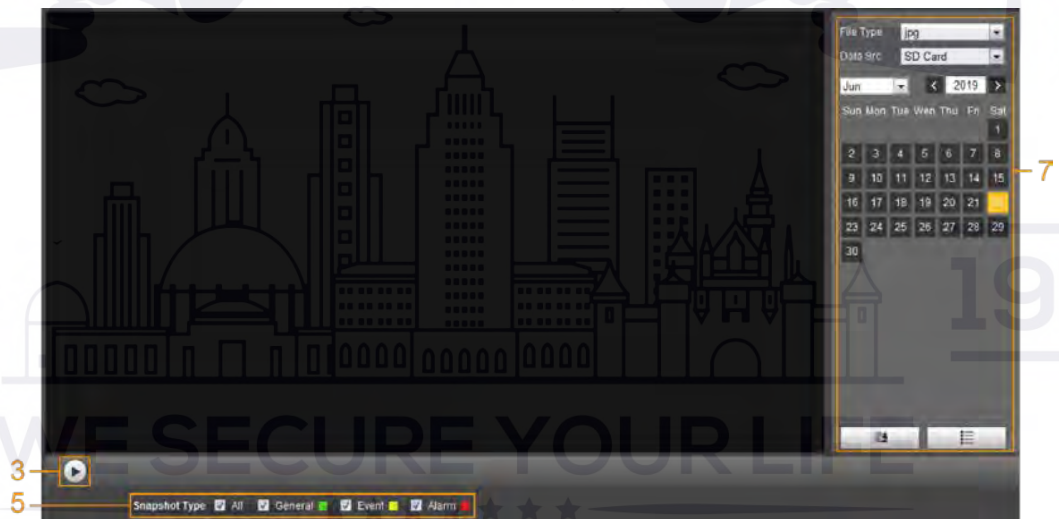 File Type jpg
Data Src SD Card
Jun < 2019 >
Sun Mon Tue Wen Thu Fri Sat
1
2 3 4 5 6 7 8
7
9 10 11 12 13 14 15
16 17 18 19 20 21
23 24 25 26 27 28 29
30
19
WE SECURE YOUR LIFE
3
5
Snapshot Type All General Event Alarm